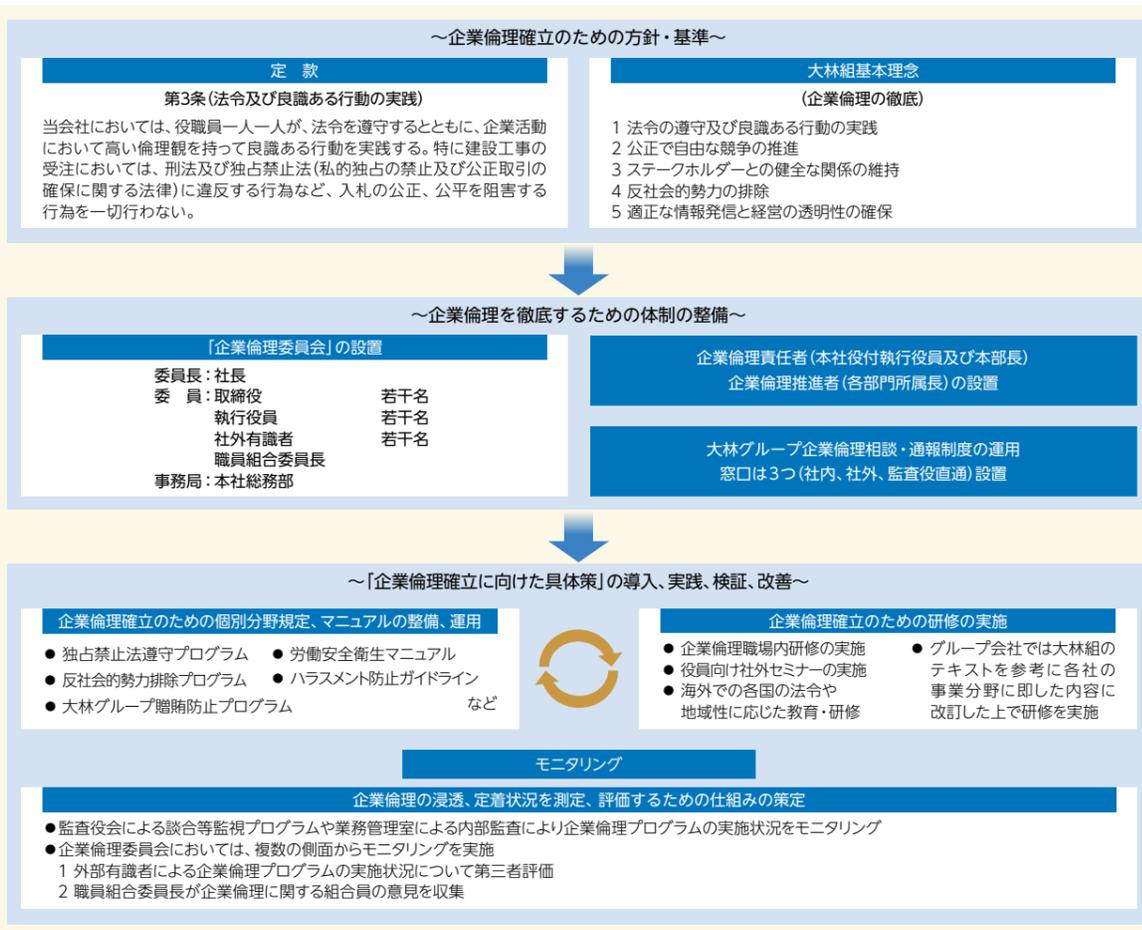 ～企業倫理確立のための方針・基準～
定　款
第3条（法令及び良識ある行動の実践）
当会社においては、役職員一人一人が、法令を遵守するとともに、企業活動
において高い倫理観を持って良識ある行動を実践する。特に建設工事の
受注においては、刑法及び独占禁止法（私的独占の禁止及び公正取引の
確保に関する法律）に違反する行為など、入札の公正、公平を阻害する
行為を一切行わない。
大林組基本理念
（企業倫理の徹底）
1 法令の遵守及び良識ある行動の実践
2 公正で自由な競争の推進
3 ステークホルダーとの健全な関係の維持
4 反社会的勢力の排除
5 適正な情報発信と経営の透明性の確保
～企業倫理を徹底するための体制の整備～
「企業倫理委員会」の設置
委員長：社長
委　員：取締役　若干名
執行役員　若干名
社外有識者　若干名
職員組合委員長
事務局：本社総務部
企業倫理責任者（本社役付執行役員及び本部長）
企業倫理推進者（各部門所属長）の設置
大林グループ企業倫理相談・通報制度の運用
窓口は3つ（社内、社外、監査役直通）設置
～「企業倫理確立に向けた具体策」の導入、実践、検証、改善～
企業倫理確立のための個別分野規定、マニュアルの整備、運用
● 独占禁止法遵守プログラム　● 労働安全衛生マニュアル
● 反社会的勢力排除プログラム　● ハラスメント防止ガイドライン
● 大林グループ贈賄防止プログラム　など
企業倫理確立のための研修の実施
● 企業倫理職場内研修の実施
● 役員向け社外セミナーの実施
● 海外での各国の法令や
地域性に応じた教育・研修
● グループ会社では大林組の
テキストを参考に各社の
事業分野に即した内容に
改訂した上で研修を実施
モニタリング
企業倫理の浸透、定着状況を測定、評価するための仕組みの策定
●監査役会による談合等監視プログラムや業務管理室による内部監査により企業倫理プログラムの実施状況をモニタリング
●企業倫理委員会においては、複数の側面からモニタリングを実施
1 外部有識者による企業倫理プログラムの実施状況について第三者評価
2 職員組合委員長が企業倫理に関する組合員の意見を収集